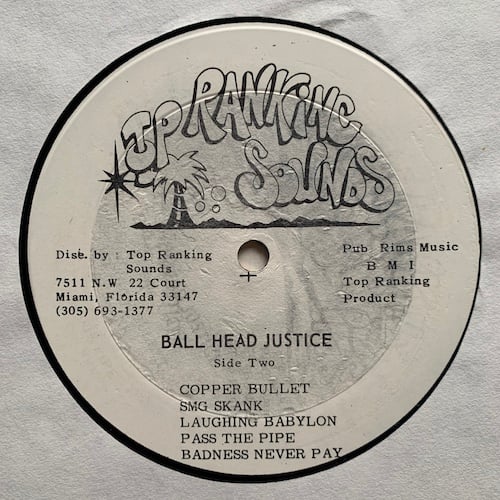 TOP RANKING
SOUNDS
Dist. by : Top Ranking
Sounds
7511 N.W 22 Court
Miami, Florida 33147
(305) 693-1377
Pub Rims Music
B M I
Top Ranking
Product
BALL HEAD JUSTICE
Side Two
COPPER BULLET
SMG SKANK
LAUGHING BABYLON
PASS THE PIPE
BADNESS NEVER PAY